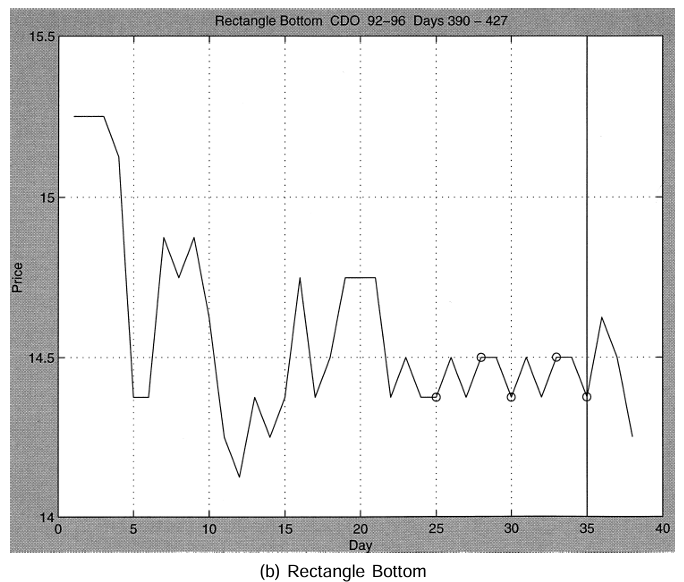 Rectangle Bottom CDO 92–96 Days 390 – 427
15.5
15
14.5
14
Price
0 5 10 15 20 25 30 35 40
Day
(b) Rectangle Bottom